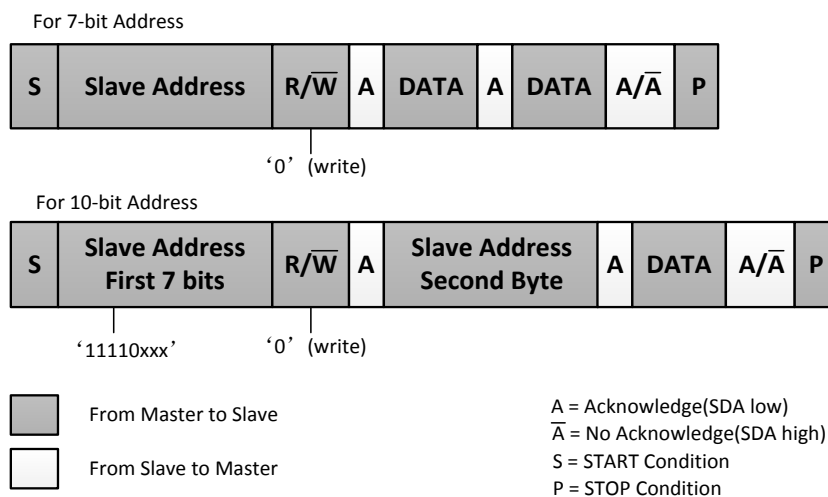 For 7-bit Address
S Slave Address R/W̅ A DATA A DATA A/A̅ P
‘0’ (write)
For 10-bit Address
S Slave Address First 7 bits R/W̅ A Slave Address Second Byte A DATA A/A̅ P
‘11110xxx’ ‘0’ (write)
From Master to Slave
From Slave to Master
A = Acknowledge(SDA low)
A̅ = No Acknowledge(SDA high)
S = START Condition
P = STOP Condition